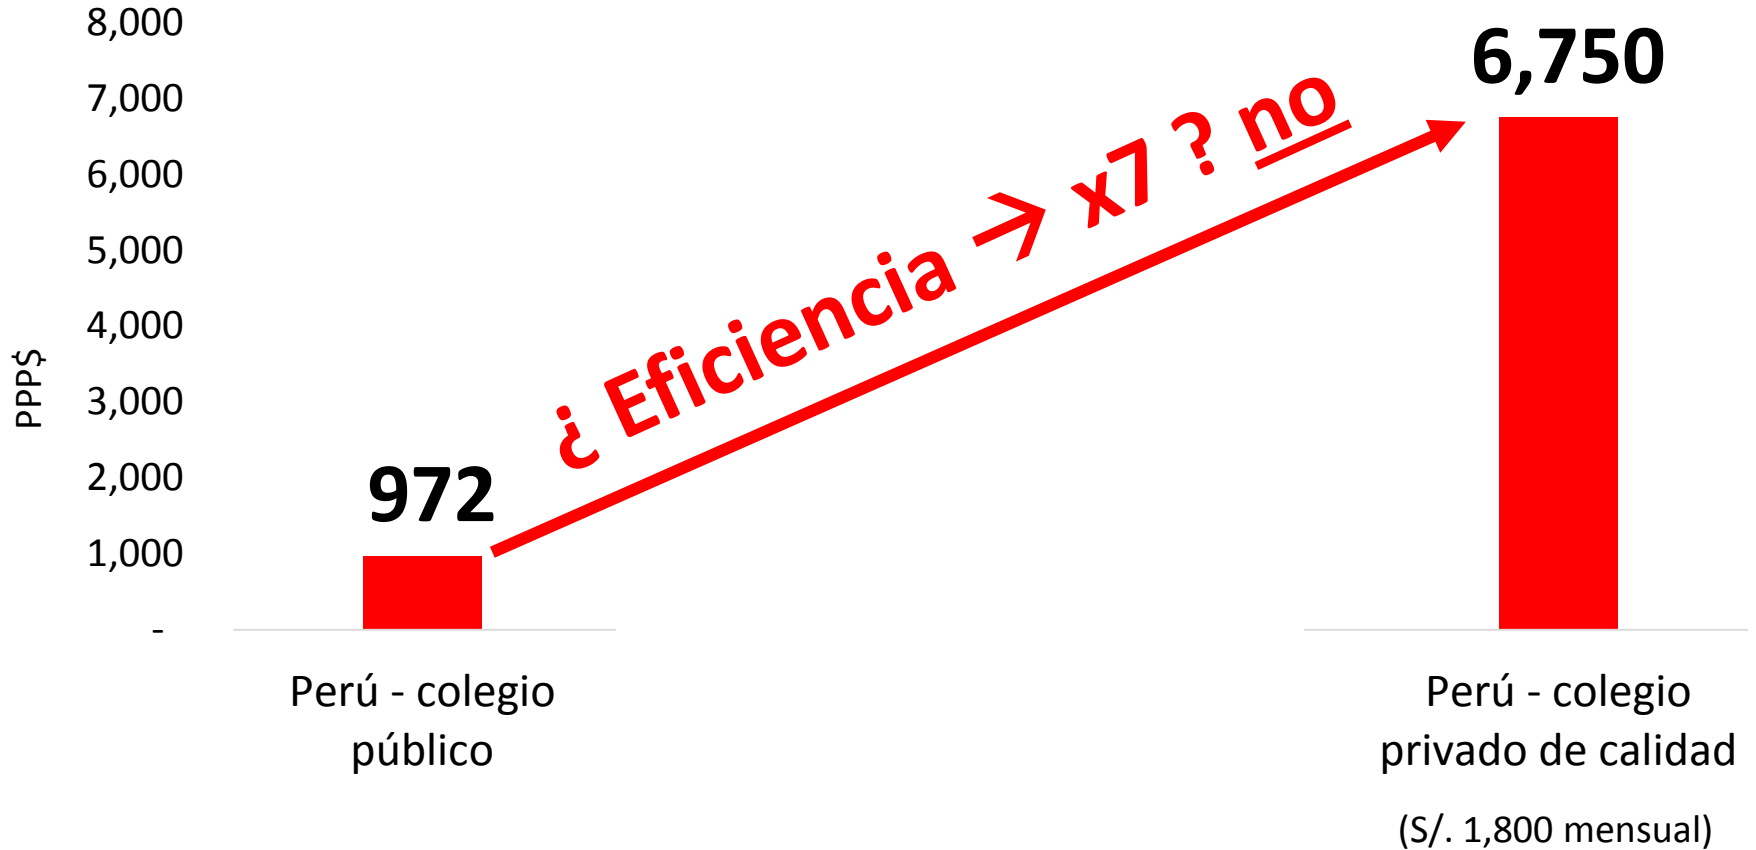 8,000
7,000
6,000
5,000
4,000
3,000
2,000
1,000
-
PPP$
972
¿ Eficiencia → x7 ? no
6,750
Perú - colegio
público
Perú - colegio
privado de calidad
(S/. 1,800 mensual)